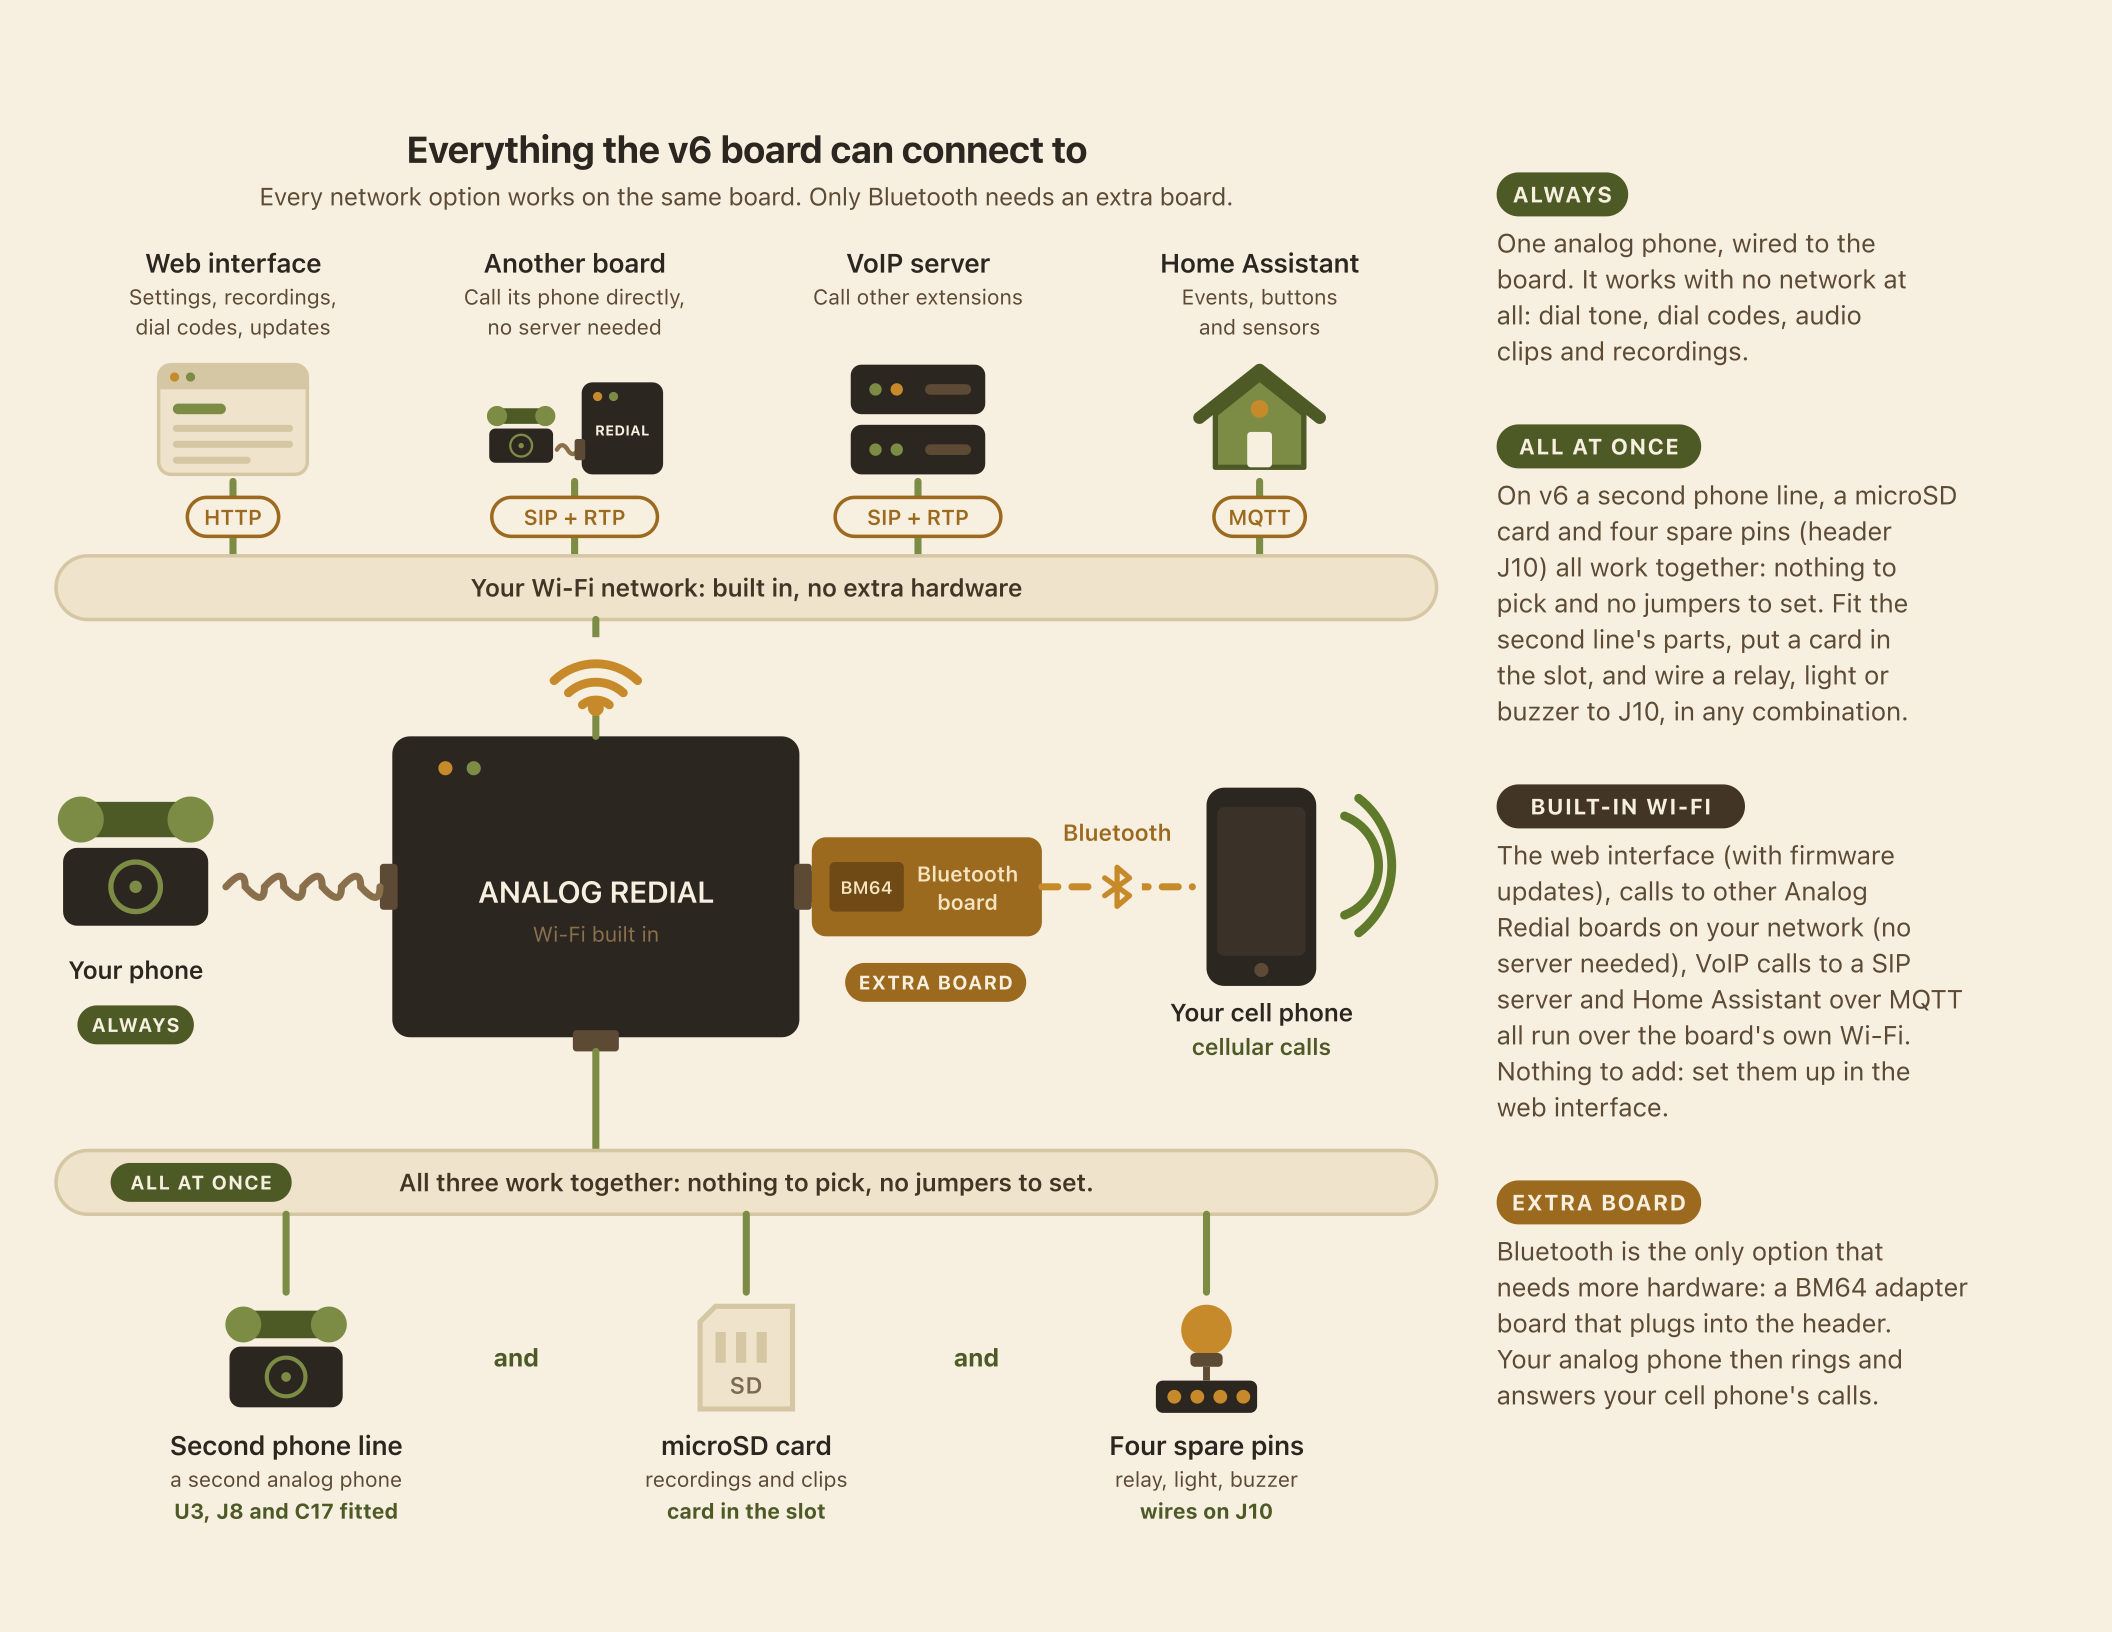 Everything the v6 board can connect to
Every network option works on the same board. Only Bluetooth needs an extra board.
Web interface
Settings, recordings,
dial codes, updates
Another board
Call its phone directly,
no server needed
VoIP server
Call other extensions
Home Assistant
Events, buttons
and sensors
REDIAL
HTTP
SIP + RTP
SIP + RTP
MQTT
Your Wi-Fi network: built in, no extra hardware
ANALOG REDIAL
Wi-Fi built in
Your phone
ALWAYS
BM64
Bluetooth
board
EXTRA BOARD
Bluetooth
Your cell phone
cellular calls
ALL AT ONCE
All three work together: nothing to pick, no jumpers to set.
and
SD
and
Second phone line
a second analog phone
U3, J8 and C17 fitted
microSD card
recordings and clips
card in the slot
Four spare pins
relay, light, buzzer
wires on J10
ALWAYS
One analog phone, wired to the
board. It works with no network at
all: dial tone, dial codes, audio
clips and recordings.
ALL AT ONCE
On v6 a second phone line, a microSD
card and four spare pins (header
J10) all work together: nothing to
pick and no jumpers to set. Fit the
second line's parts, put a card in
the slot, and wire a relay, light or
buzzer to J10, in any combination.
BUILT-IN WI-FI
The web interface (with firmware
updates), calls to other Analog
Redial boards on your network (no
server needed), VoIP calls to a SIP
server and Home Assistant over MQTT
all run over the board's own Wi-Fi.
Nothing to add: set them up in the
web interface.
EXTRA BOARD
Bluetooth is the only option that
needs more hardware: a BM64 adapter
board that plugs into the header.
Your analog phone then rings and
answers your cell phone's calls.